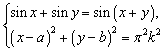 sin x + sin y = sin(x + y),
(x − a)² + (y − b)² = π²k²